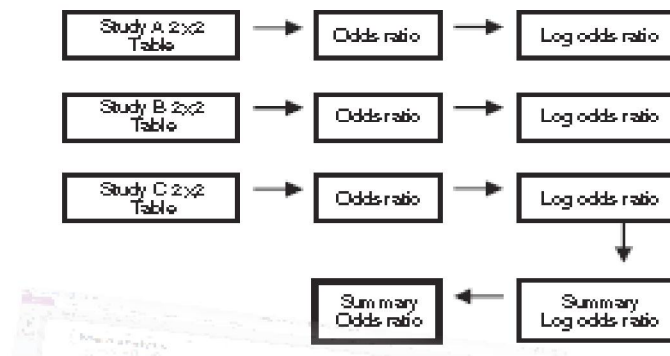 Study A 2x2
Table
Odds ratio
Log odds ratio
Study B 2x2
Table
Odds ratio
Log odds ratio
Study C 2x2
Table
Odds ratio
Log odds ratio
Summary
Odds ratio
Summary
Log odds ratio